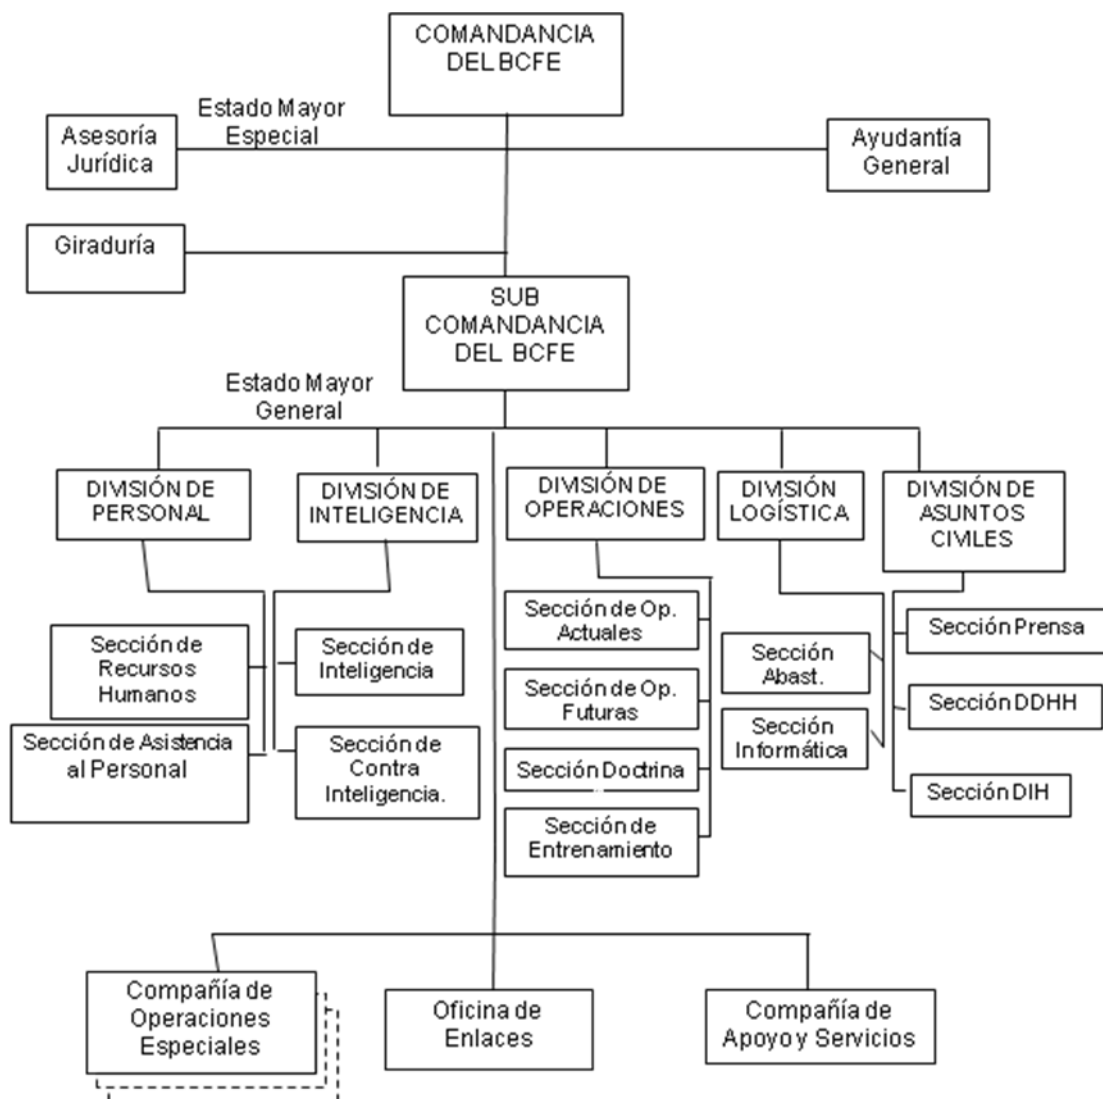 COMANDANCIA
DEL BCFE
Estado Mayor
Especial
Asesoría
Jurídica
Ayudantía
General
Giraduría
SUB
COMANDANCIA
DEL BCFE
Estado Mayor
General
DIVISIÓN DE
PERSONAL
DIVISIÓN DE
INTELIGENCIA
DIVISIÓN DE
OPERACIONES
DIVISIÓN
LOGÍSTICA
DIVISIÓN DE
ASUNTOS
CIVILES
Sección de
Recursos
Humanos
Sección de Asistencia
al Personal
Sección de
Inteligencia
Sección de
Contra
Inteligencia.
Sección de Op.
Actuales
Sección de Op.
Futuras
Sección Doctrina
Sección de
Entrenamiento
Sección
Abast.
Sección
Informática
Sección Prensa
Sección DDHH
Sección DIH
Compañía de
Operaciones
Especiales
Oficina de
Enlaces
Compañía de
Apoyo y Servicios